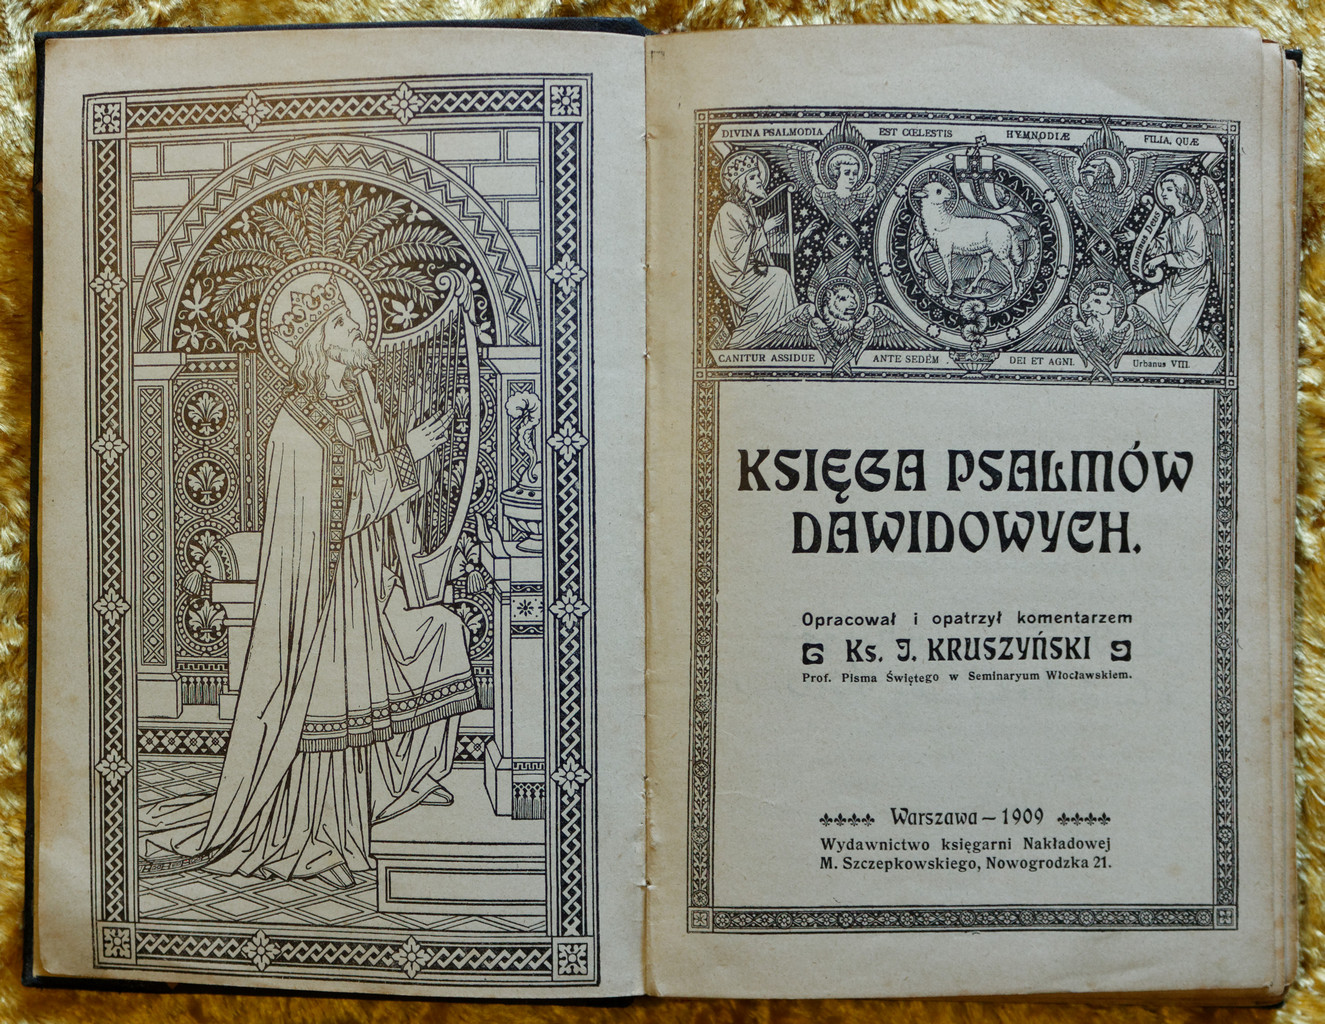 DIVINA PSALMODIA EST CŒLESTIS HYMNODIÆ FILIA, QUÆ
SANCTUS SANCTUS SANCTUS
Dominus Deus
CANITUR ASSIDUE ANTE SEDEM DEI ET AGNI. Urbanus VIII.
KSIĘGA PSALMÓW
DAWIDOWYCH.
Opracował i opatrzył komentarzem
Ks. J. KRUSZYŃSKI
Prof. Pisma Świętego w Seminaryum Włocławskiem.
Warszawa – 1909
Wydawnictwo księgarni Nakładowej
M. Szczepkowskiego, Nowogrodzka 21.